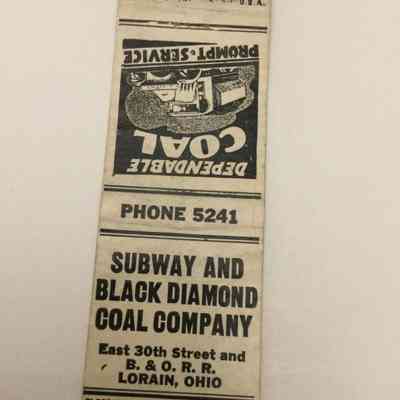 U.S.A.
DEPENDABLE
COAL
PROMPT-SERVICE
PHONE 5241
SUBWAY AND
BLACK DIAMOND
COAL COMPANY
East 30th Street and
B. & O. R. R.
LORAIN, OHIO